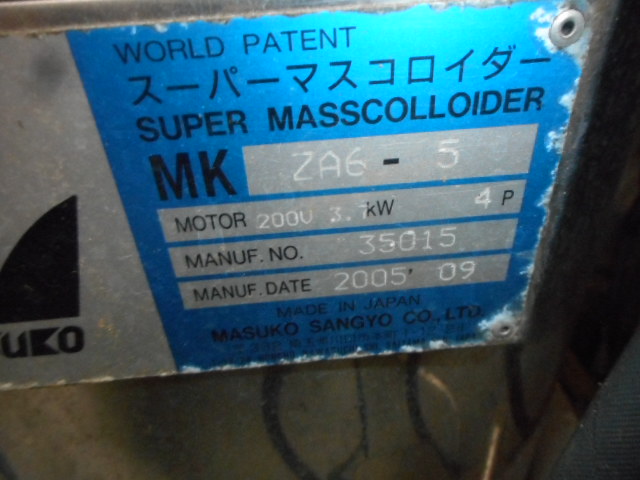 WORLD PATENT
スーパーマスコロイダー
SUPER MASSCOLLOIDER
MK ZA6-5
MOTOR 200V 3.7kW 4P
MANUF. NO. 35015
MANUF. DATE 2005' 09
MADE IN JAPAN
MASUKO SANGYO CO., LTD.
UKO